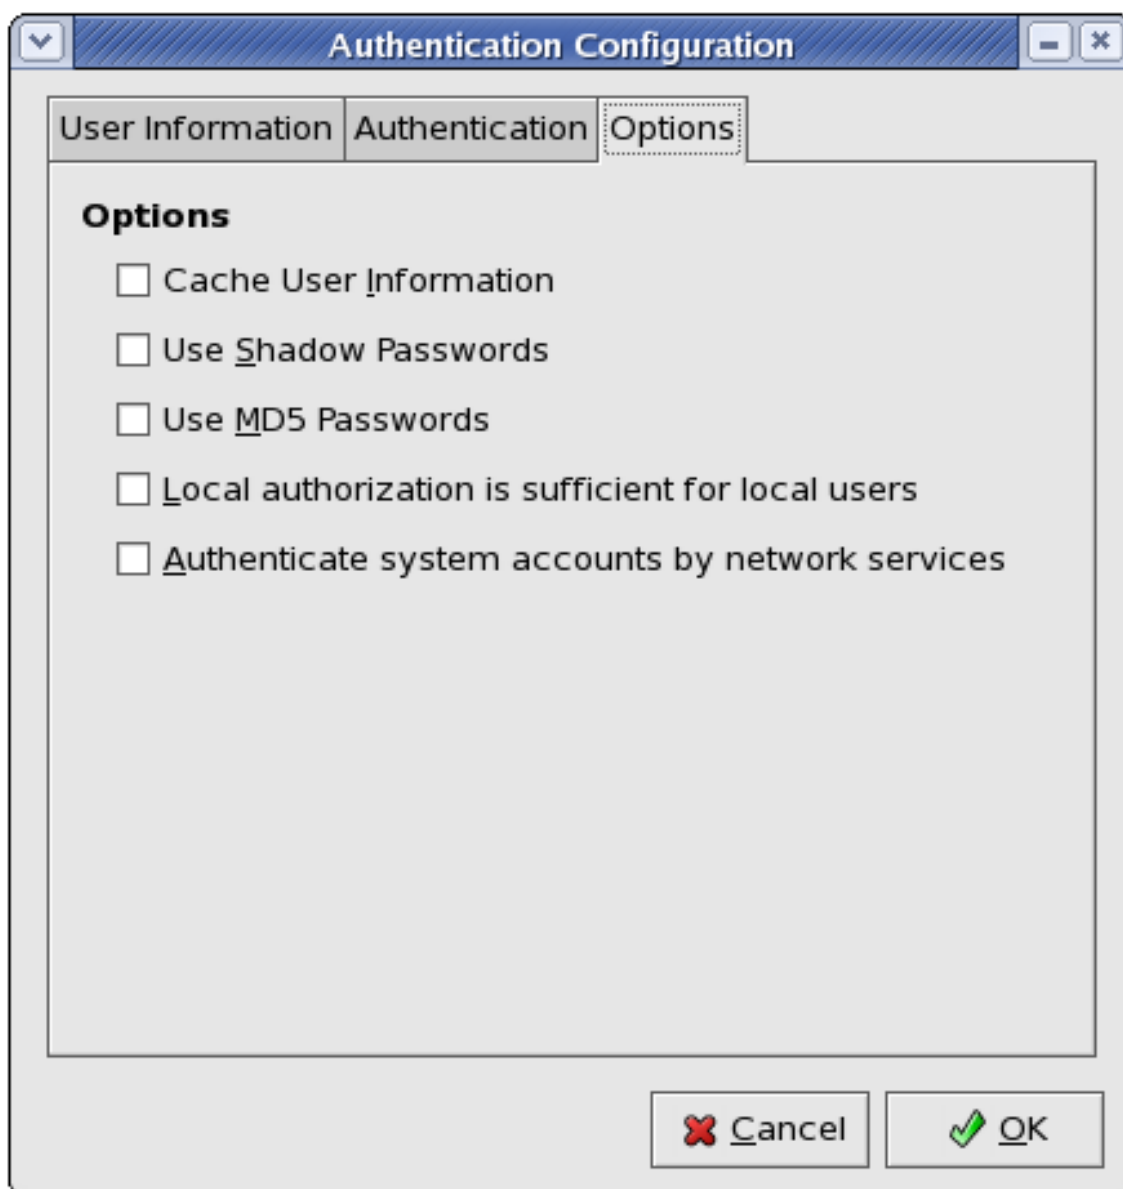 Authentication Configuration
User Information Authentication Options
Options
Cache User Information
Use Shadow Passwords
Use MD5 Passwords
Local authorization is sufficient for local users
Authenticate system accounts by network services
Cancel OK